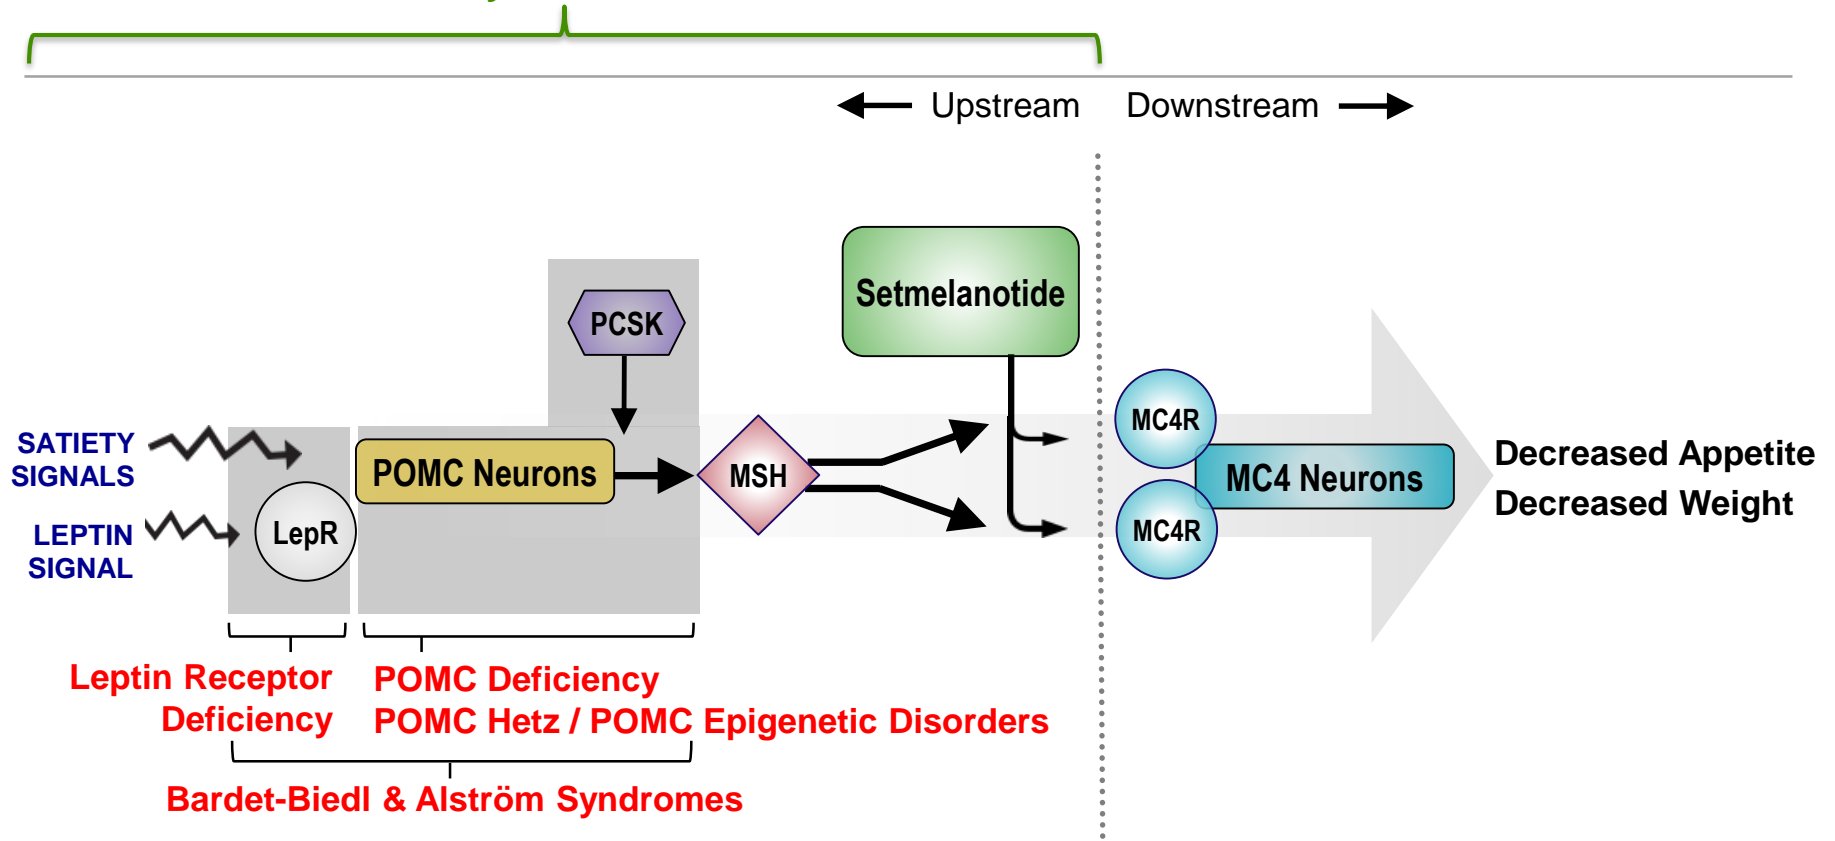 Upstream
Downstream
Setmelanotide
PCSK
SATIETY
SIGNALS
LEPTIN
SIGNAL
LepR
POMC Neurons
MSH
MC4R
MC4R
MC4 Neurons
Decreased Appetite
Decreased Weight
Leptin Receptor
Deficiency
POMC Deficiency
POMC Hetz / POMC Epigenetic Disorders
Bardet-Biedl & Alström Syndromes